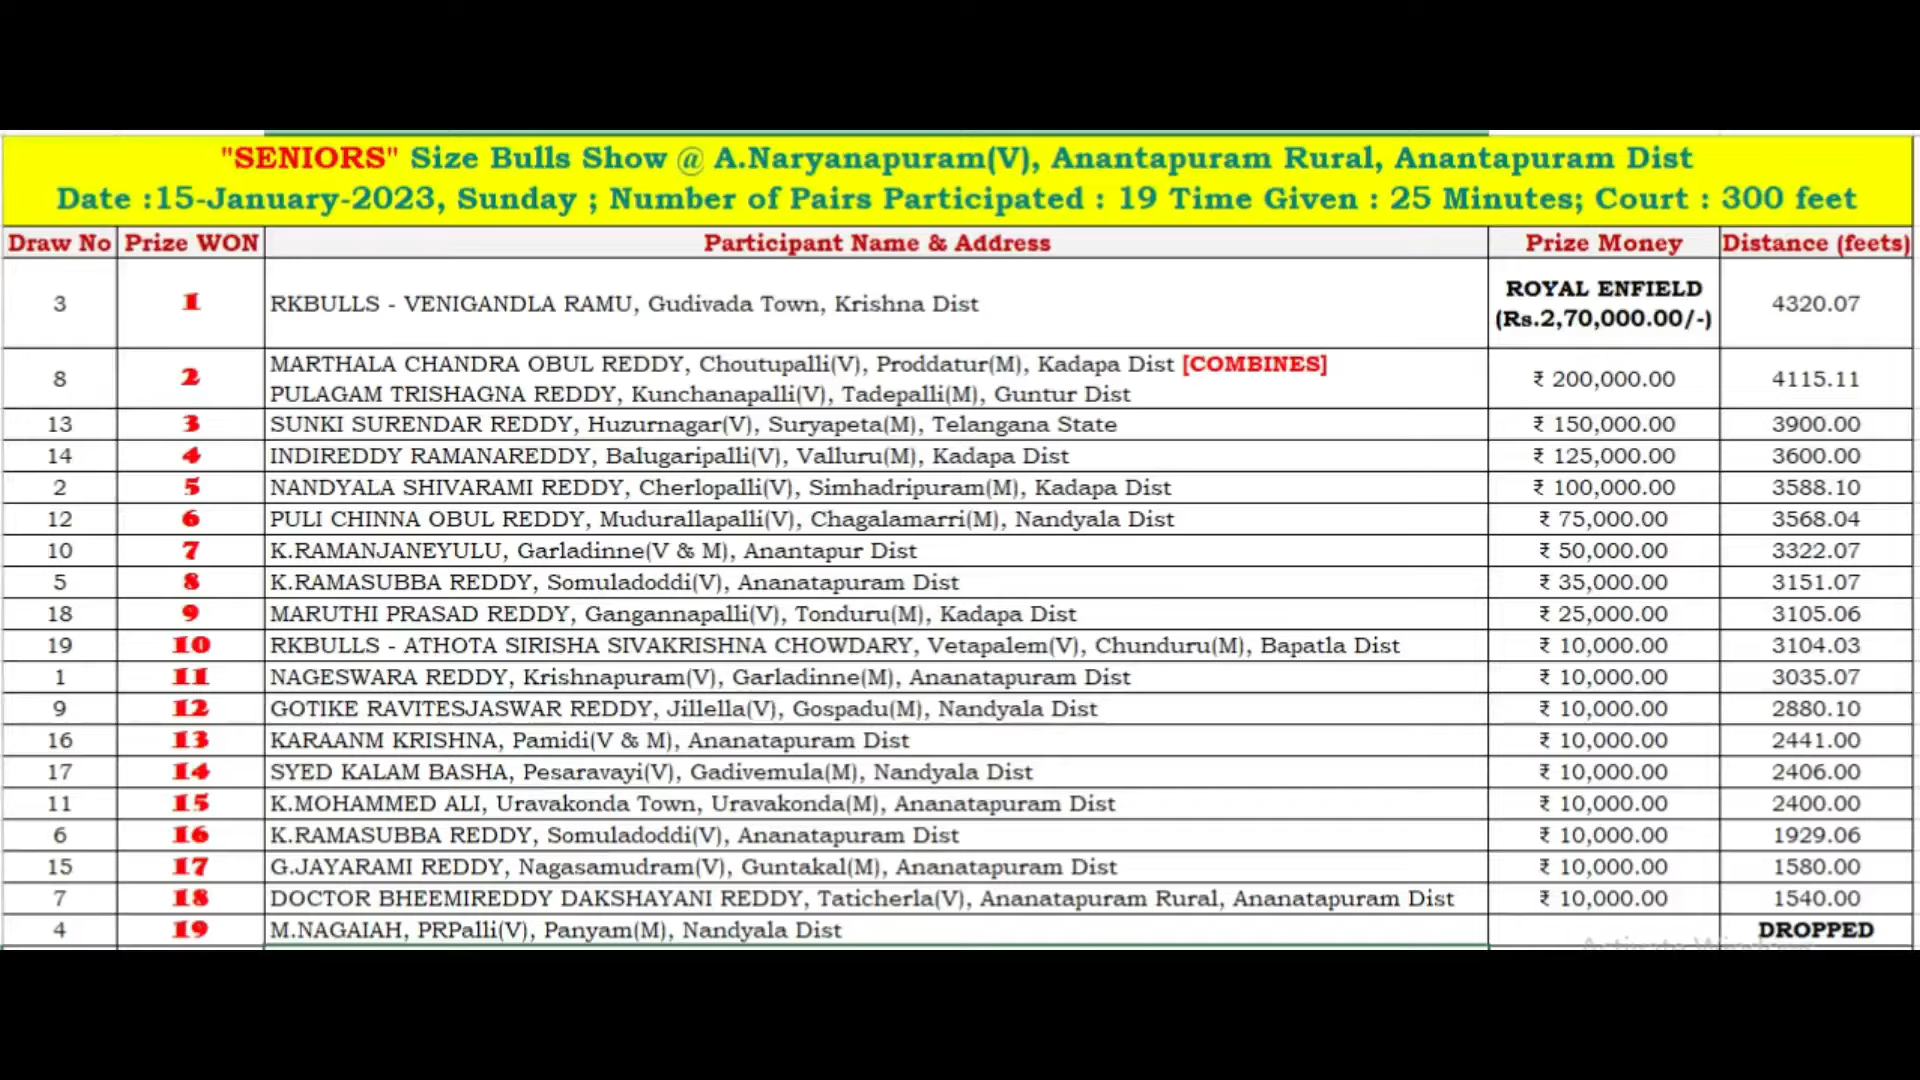 "SENIORS" Size Bulls Show @ A.Naryanapuram(V), Anantapuram Rural, Anantapuram Dist
Date :15-January-2023, Sunday ; Number of Pairs Participated : 19 Time Given : 25 Minutes; Court : 300 feet
Draw No Prize WON Participant Name & Address Prize Money Distance (feets)
3 1 RKBULLS - VENIGANDLA RAMU, Gudivada Town, Krishna Dist ROYAL ENFIELD (Rs.2,70,000.00/-) 4320.07
8 2 MARTHALA CHANDRA OBUL REDDY, Choutupalli(V), Proddatur(M), Kadapa Dist [COMBINES]
PULAGAM TRISHAGNA REDDY, Kunchanapalli(V), Tadepalli(M), Guntur Dist ₹ 200,000.00 4115.11
13 3 SUNKI SURENDAR REDDY, Huzurnagar(V), Suryapeta(M), Telangana State ₹ 150,000.00 3900.00
14 4 INDIREDDY RAMANAREDDY, Balugaripalli(V), Valluru(M), Kadapa Dist ₹ 125,000.00 3600.00
2 5 NANDYALA SHIVARAMI REDDY, Cherlopalli(V), Simhadripuram(M), Kadapa Dist ₹ 100,000.00 3588.10
12 6 PULI CHINNA OBUL REDDY, Mudurallapalli(V), Chagalamarri(M), Nandyala Dist ₹ 75,000.00 3568.04
10 7 K.RAMANJANEYULU, Garladinne(V & M), Anantapur Dist ₹ 50,000.00 3322.07
5 8 K.RAMASUBBA REDDY, Somuladoddi(V), Ananatapuram Dist ₹ 35,000.00 3151.07
18 9 MARUTHI PRASAD REDDY, Gangannapalli(V), Tonduru(M), Kadapa Dist ₹ 25,000.00 3105.06
19 10 RKBULLS - ATHOTA SIRISHA SIVAKRISHNA CHOWDARY, Vetapalem(V), Chunduru(M), Bapatla Dist ₹ 10,000.00 3104.03
1 11 NAGESWARA REDDY, Krishnapuram(V), Garladinne(M), Ananatapuram Dist ₹ 10,000.00 3035.07
9 12 GOTIKE RAVITESJASWAR REDDY, Jillella(V), Gospadu(M), Nandyala Dist ₹ 10,000.00 2880.10
16 13 KARAANM KRISHNA, Pamidi(V & M), Ananatapuram Dist ₹ 10,000.00 2441.00
17 14 SYED KALAM BASHA, Pesaravayi(V), Gadivemula(M), Nandyala Dist ₹ 10,000.00 2406.00
11 15 K.MOHAMMED ALI, Uravakonda Town, Uravakonda(M), Ananatapuram Dist ₹ 10,000.00 2400.00
6 16 K.RAMASUBBA REDDY, Somuladoddi(V), Ananatapuram Dist ₹ 10,000.00 1929.06
15 17 G.JAYARAMI REDDY, Nagasamudram(V), Guntakal(M), Ananatapuram Dist ₹ 10,000.00 1580.00
7 18 DOCTOR BHEEMIREDDY DAKSHAYANI REDDY, Taticherla(V), Ananatapuram Rural, Ananatapuram Dist ₹ 10,000.00 1540.00
4 19 M.NAGAIAH, PRPalli(V), Panyam(M), Nandyala Dist DROPPED